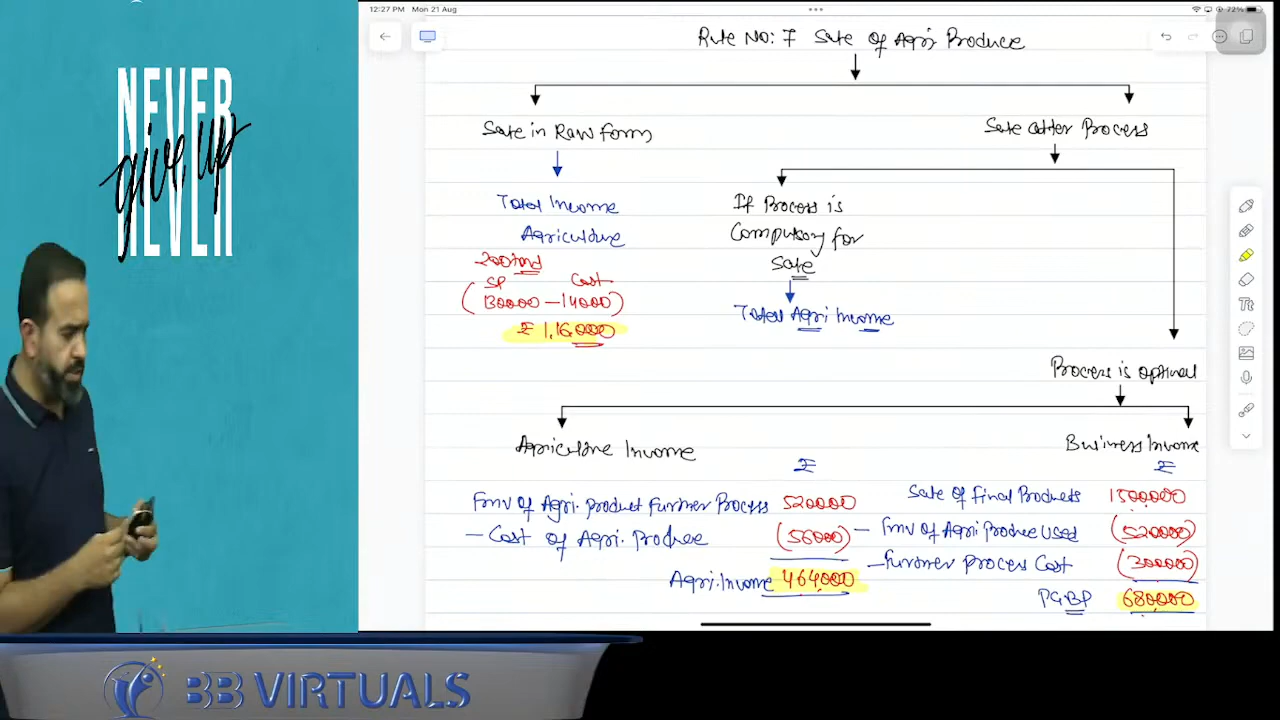 12:27 PM Mon 21 Aug
72%
NEVER
give up
NEVER
Rule No: 7 Sale of Agri Produce
Sale in Raw form
Sale after Process
Total Income
Agriculture
If Process is
Compulsory for
Sale
200 
SP Cost
(130000 – 14000)
₹ 1,16,000
Total Agri Income
Process is optional
Agriculture Income
Business Income
₹
₹
Fmv of Agri. Product Further Process 520000
– Cost of Agri. Produce (56000)
Agri. Income 464000
Sale of Final Products 1500000
– Fmv of Agri Produce Used (520000)
– Further process Cost (300000)
PGBP 680000
BB VIRTUALS